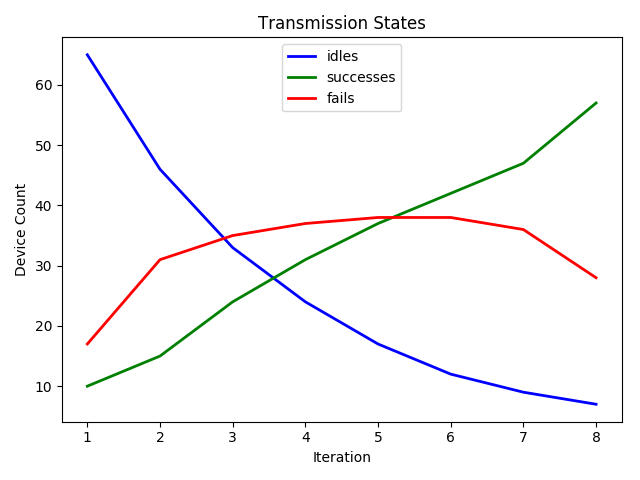 Transmission States
idles
successes
fails
60
50
40
30
20
10
Device Count
1 2 3 4 5 6 7 8
Iteration